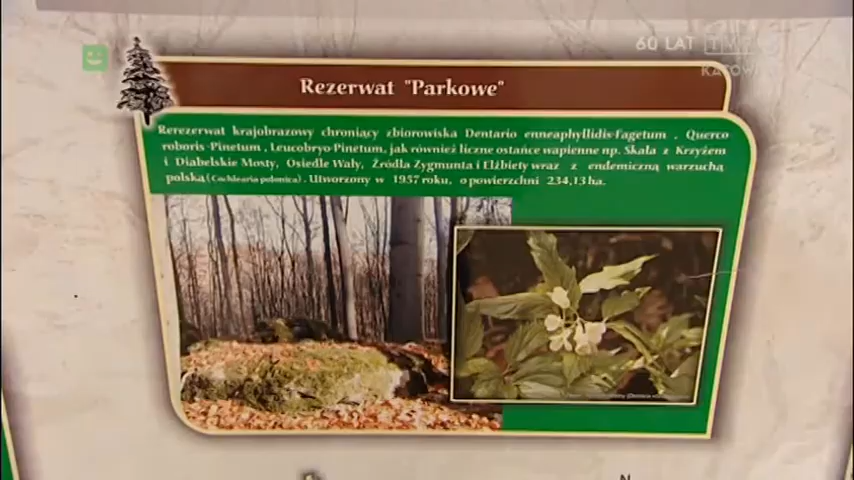 60 LAT TVP3
KATOWICE
Rezerwat "Parkowe"
Rerezerwat krajobrazowy chroniący zbiorowiska Dentario enneaphyllidis-fagetum , Querco
roboris-Pinetum, Leucobryo-Pinetum, jak również liczne ostańce wapienne np. Skała z Krzyżem
i Diabelskie Mosty, Osiedle Wały, Źródła Zygmunta i Elżbiety wraz z endemiczną warzuchą
polską (Cochlearia polonica). Utworzony w 1957 roku, o powierzchni 234,13 ha.